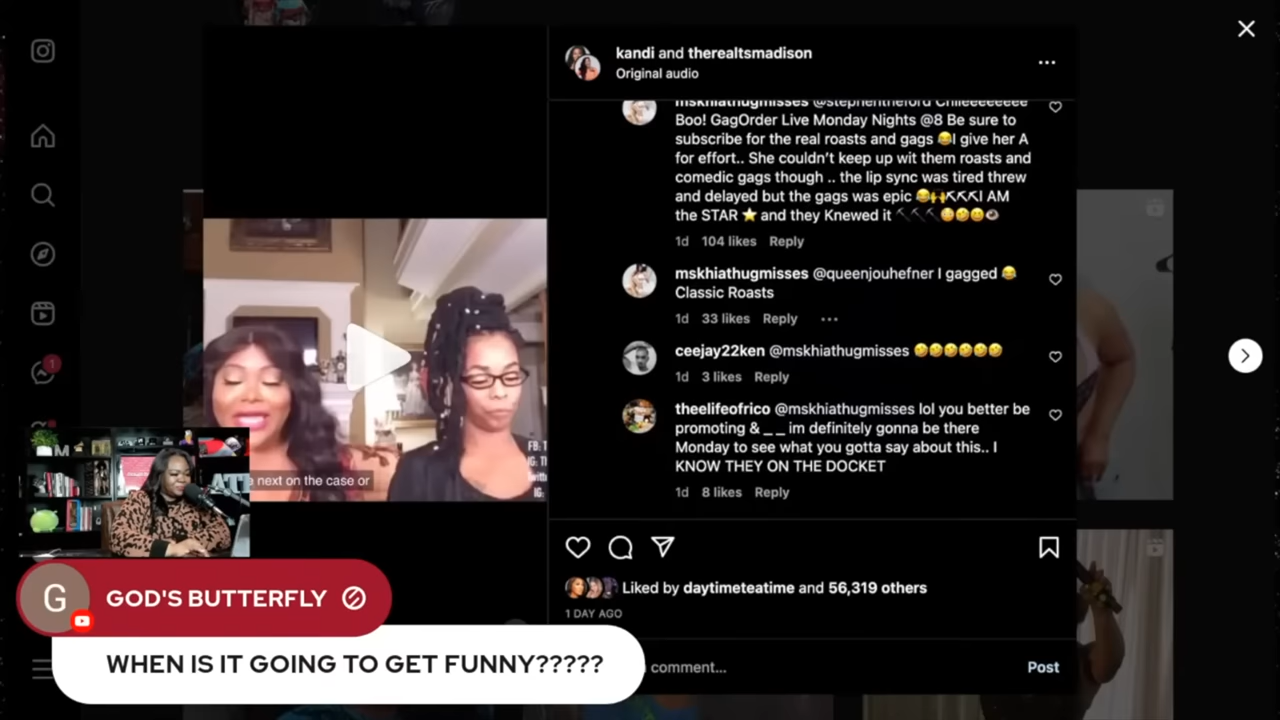 kandi and therealtsmadison
Original audio
mskhiathugmisses @stephentheford Chileeeeeeee
Boo! GagOrder Live Monday Nights @8 Be sure to
subscribe for the real roasts and gags 😂I give her A
for effort.. She couldn't keep up wit them roasts and
comedic gags though .. the lip sync was tired threw
and delayed but the gags was epic 😂🙌⛏⛏⛏I AM
the STAR ⭐ and they Knewed it
1d 104 likes Reply
mskhiathugmisses @queenjouhefner I gagged 😂
Classic Roasts
1d 33 likes Reply
ceejay22ken @mskhiathugmisses 🤣🤣🤣🤣🤣🤣
1d 3 likes Reply
theelifeofrico @mskhiathugmisses lol you better be
promoting & _ _ im definitely gonna be there
Monday to see what you gotta say about this.. I
KNOW THEY ON THE DOCKET
1d 8 likes Reply
Liked by daytimeteatime and 56,319 others
1 DAY AGO
comment...
Post
1
FB: 1
IG:
IG:
next on the case or
M
ATL
G
GOD'S BUTTERFLY
WHEN IS IT GOING TO GET FUNNY?????